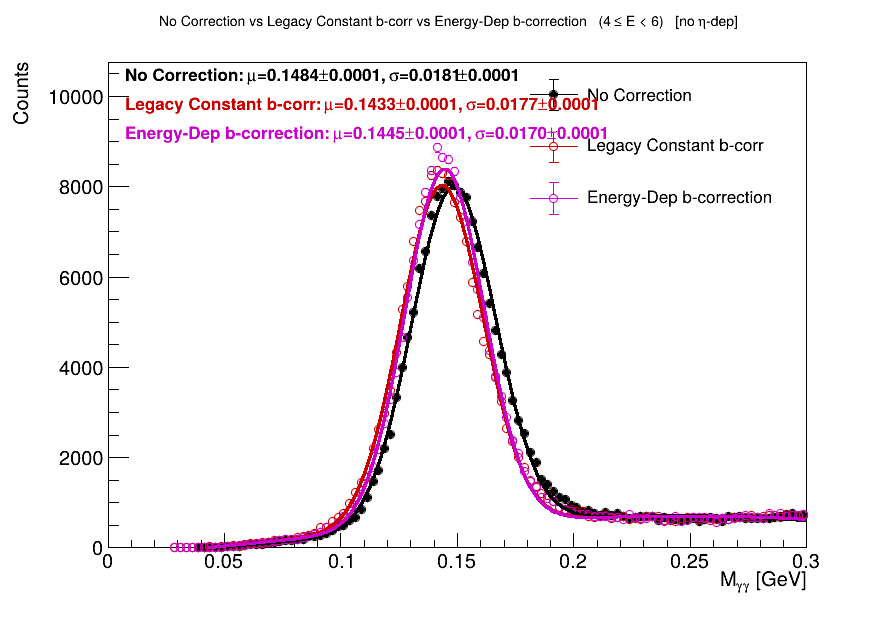 No Correction vs Legacy Constant b-corr vs Energy-Dep b-correction (4 ≤ E < 6) [no η-dep]
Counts
No Correction: μ=0.1484±0.0001, σ=0.0181±0.0001
Legacy Constant b-corr: μ=0.1433±0.0001, σ=0.0177±0.0001
Energy-Dep b-correction: μ=0.1445±0.0001, σ=0.0170±0.0001
No Correction
Legacy Constant b-corr
Energy-Dep b-correction
10000
8000
6000
4000
2000
0
0 0.05 0.1 0.15 0.2 0.25 0.3
Mγγ [GeV]